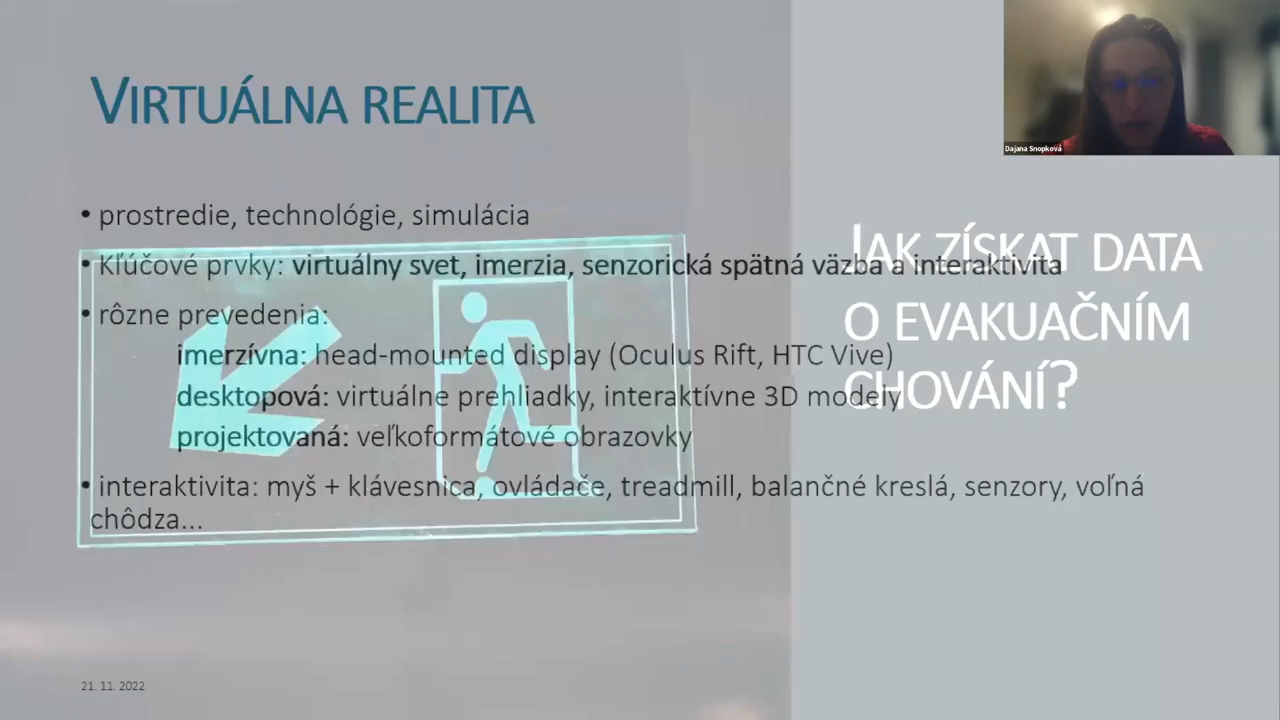 VIRTUÁLNA REALITA
• prostredie, technológie, simulácia
• Kľúčové prvky: virtuálny svet, imerzia, senzorická spätná väzba a interaktivita
• rôzne prevedenia:
imerzívna: head-mounted display (Oculus Rift, HTC Vive)
desktopová: virtuálne prehliadky, interaktívne 3D modely
projektovaná: veľkoformátové obrazovky
• interaktivita: myš + klávesnica, ovládače, treadmill, balančné kreslá, senzory, voľná
chôdza...
JAK ZÍSKAT DATA
O EVAKUAČNÍM
CHOVÁNÍ?
Dajana Snopková
21. 11. 2022